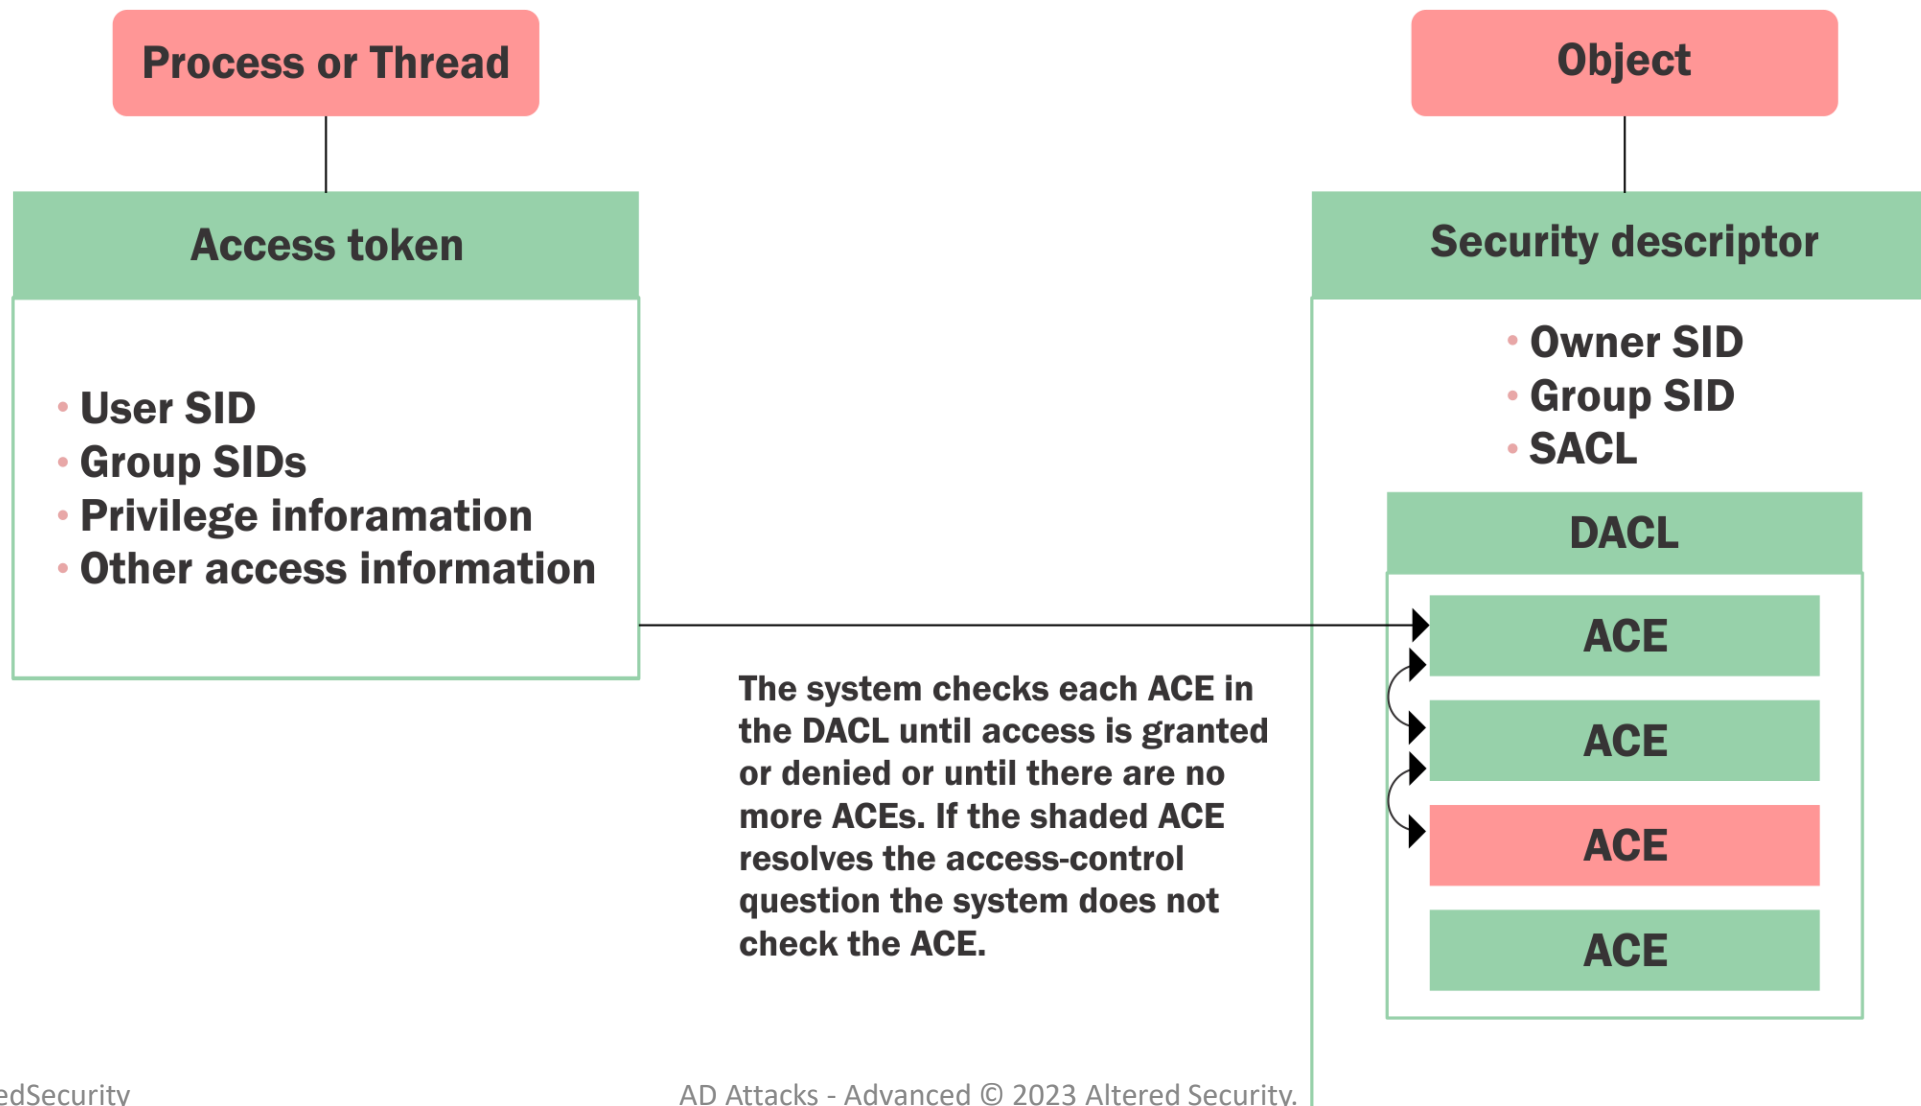 Process or Thread
Access token
• User SID
• Group SIDs
• Privilege inforamation
• Other access information
The system checks each ACE in
the DACL until access is granted
or denied or until there are no
more ACEs. If the shaded ACE
resolves the access-control
question the system does not
check the ACE.
Object
Security descriptor
• Owner SID
• Group SID
• SACL
DACL
ACE
ACE
ACE
ACE
edSecurity
AD Attacks - Advanced © 2023 Altered Security.